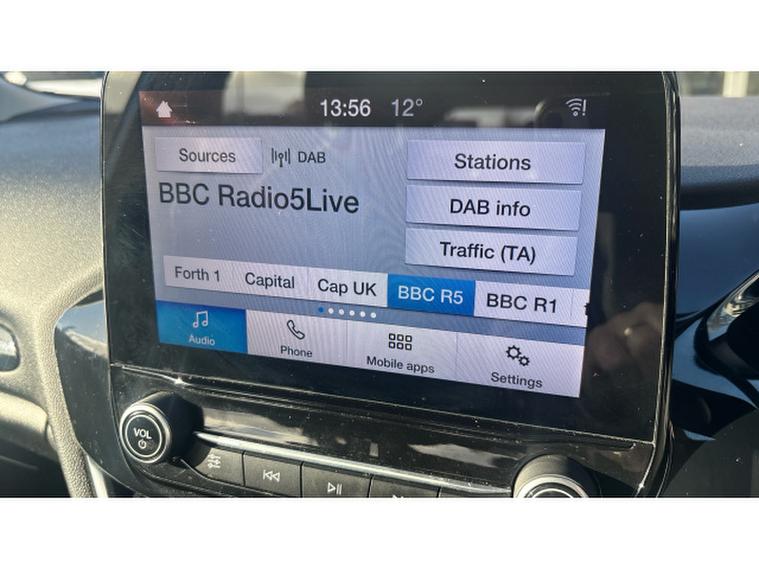 13:56 12°
Sources DAB
Stations
BBC Radio5Live
DAB info
Traffic (TA)
Forth 1 Capital Cap UK BBC R5 BBC R1
Audio Phone Mobile apps Settings
VOL